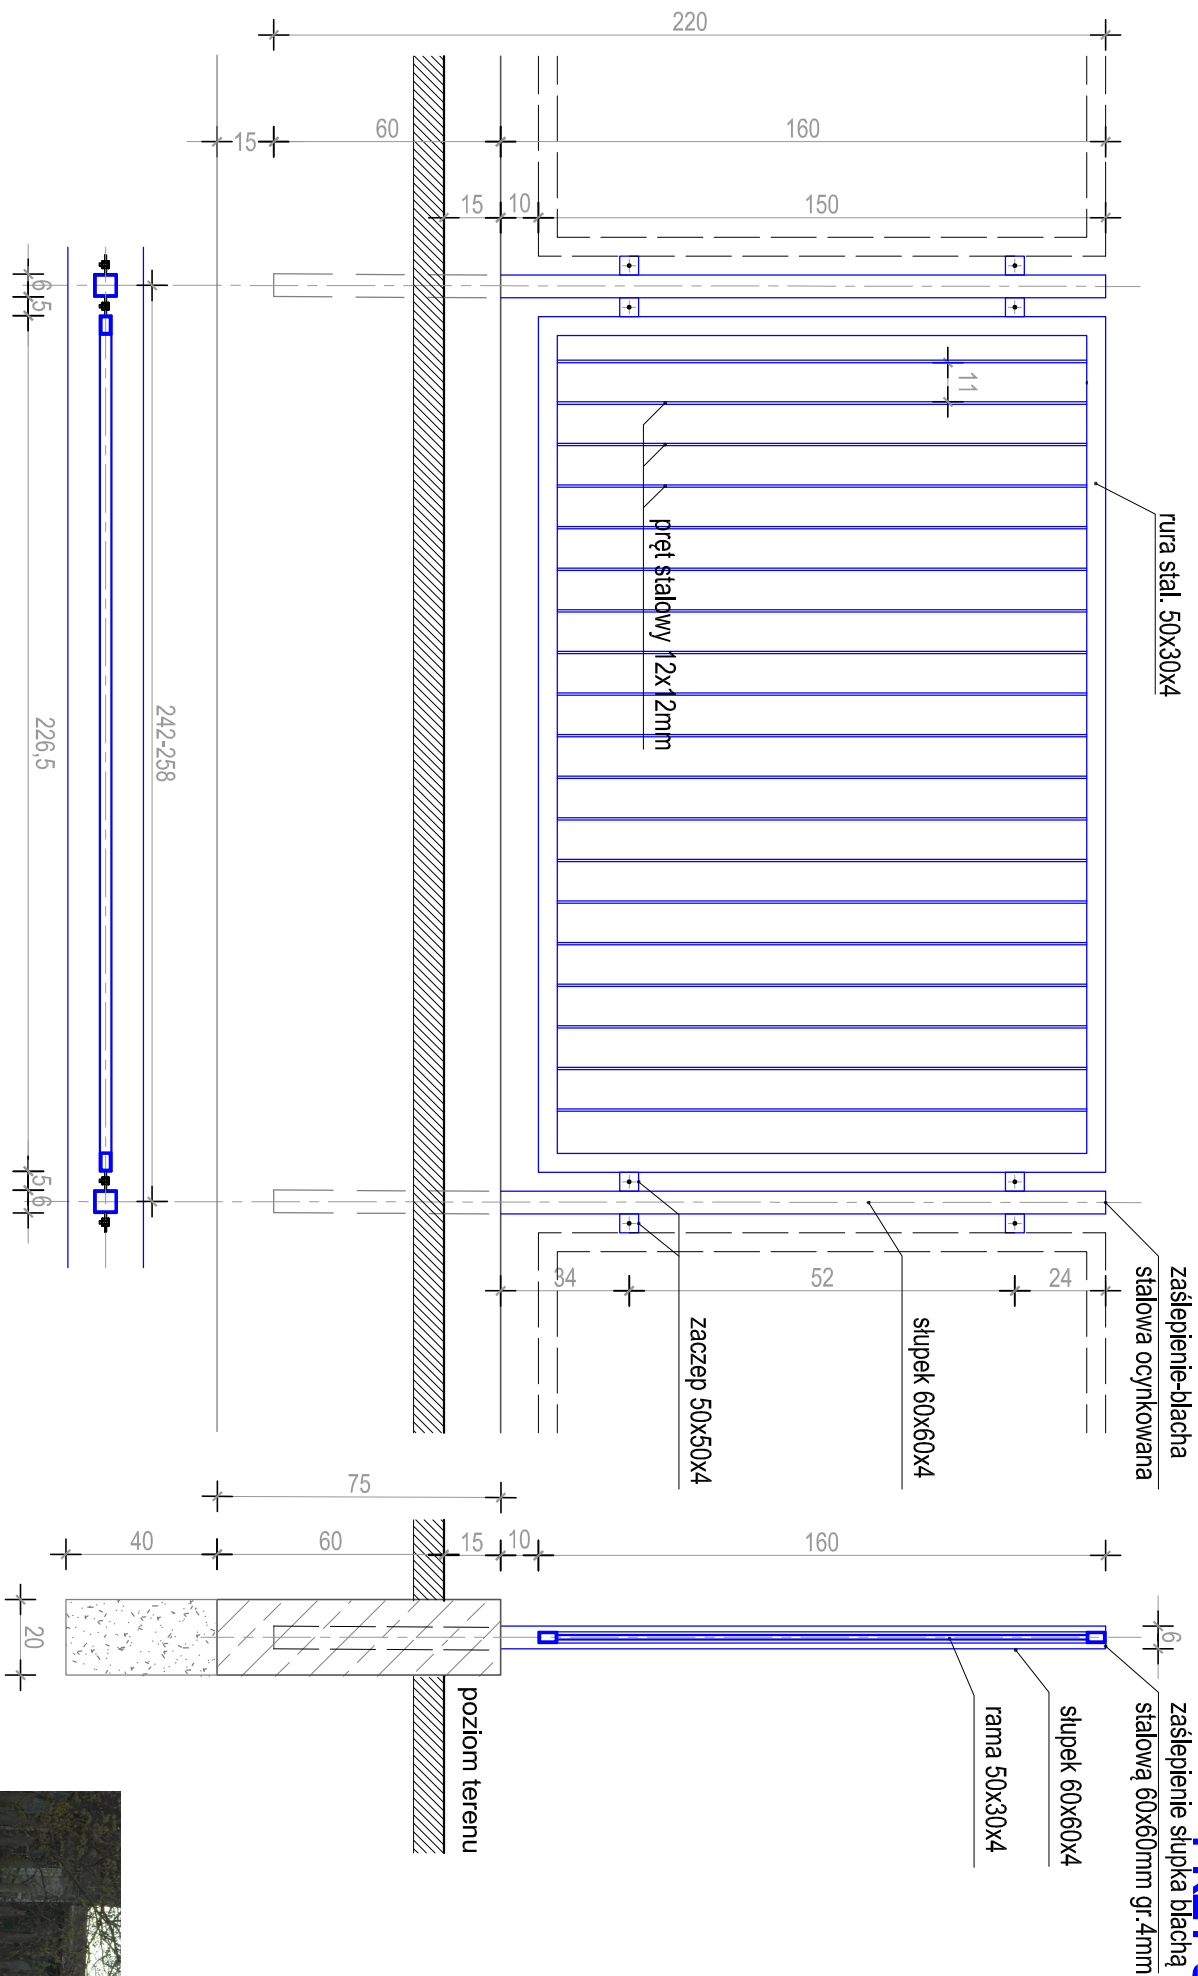 220
15
60
160
15
10
150
11
rura stal. 50x30x4
pręt stalowy 12x12mm
6
5
226,5
242-258
5
6
34
52
24
zaślepienie-blacha
stalowa ocynkowana
słupek 60x60x4
zaczep 50x50x4
75
40
60
15
10
160
20
6
zaślepienie słupka blachą
stalową 60x60mm gr.4mm
słupek 60x60x4
rama 50x30x4
poziom terenu